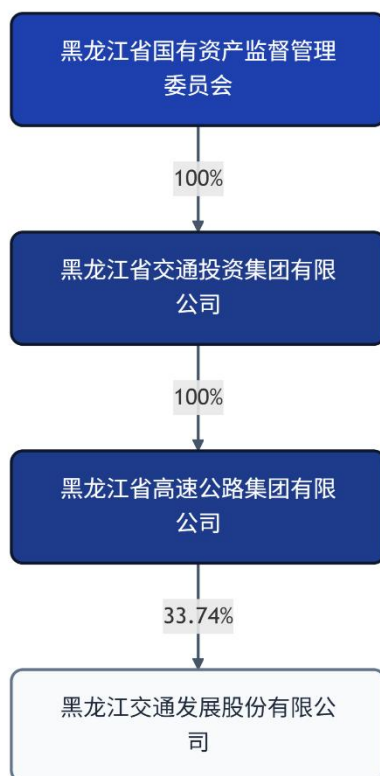 黑龙江省国有资产监督管理
委员会
100%
黑龙江省交通投资集团有限
公司
100%
黑龙江省高速公路集团有限
公司
33.74%
黑龙江交通发展股份有限公
司